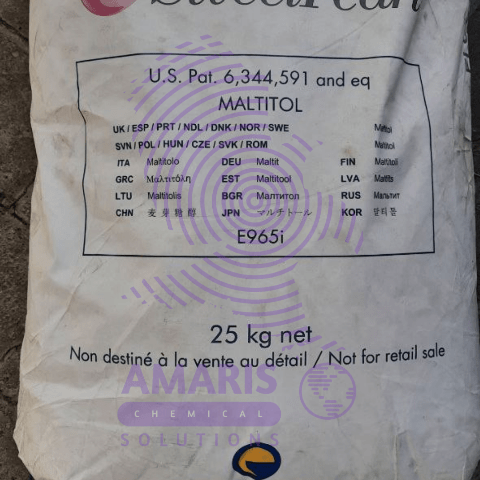 SweetPearl
U.S. Pat. 6,344,591 and eq
MALTITOL
UK / ESP / PRT / NDL / DNK / NOR / SWE Maltitol
SVN / POL / HUN / CZE / SVK / ROM Maltitol
ITA Maltitolo DEU Maltit FIN Maltitoli
GRC Μαλτιτόλη EST Maltitool LVA Maltīts
LTU Maltitolis BGR Малтитол RUS Мальтит
CHN 麦芽糖醇 JPN マルチトール KOR 말티톨
E965i
25 kg net
Non destiné à la vente au détail / Not for retail sale
AMARIS
CHEMICAL
SOLUTIONS